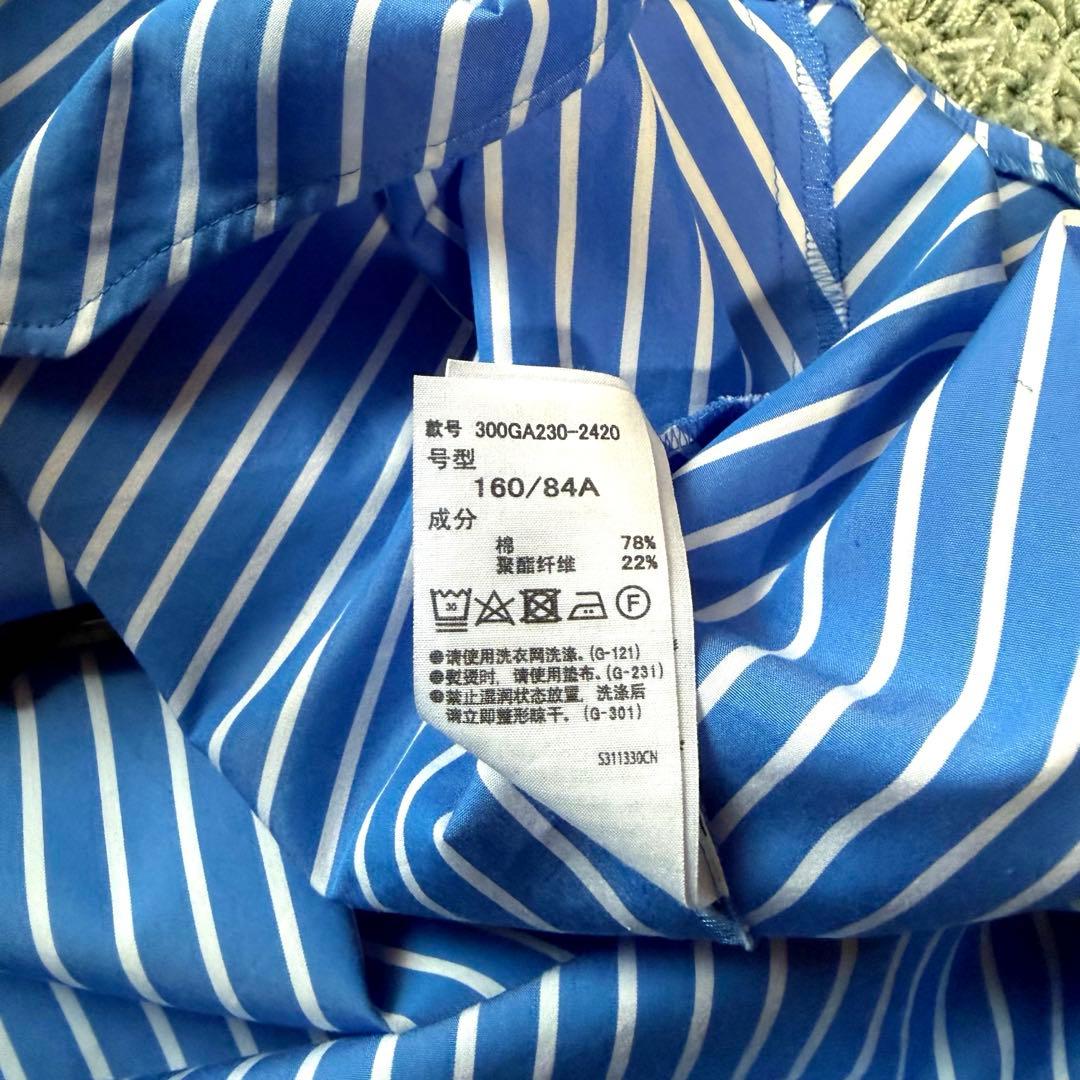 款号 300GA230-2420
号型
160/84A
成分
棉 78%
聚酯纤维 22%
30
F
●请使用洗衣网洗涤。(G-121)
●熨烫时，请使用垫布。(G-231)
●禁止湿润状态放置，洗涤后
请立即整形晾干。(G-301)
S311330CN